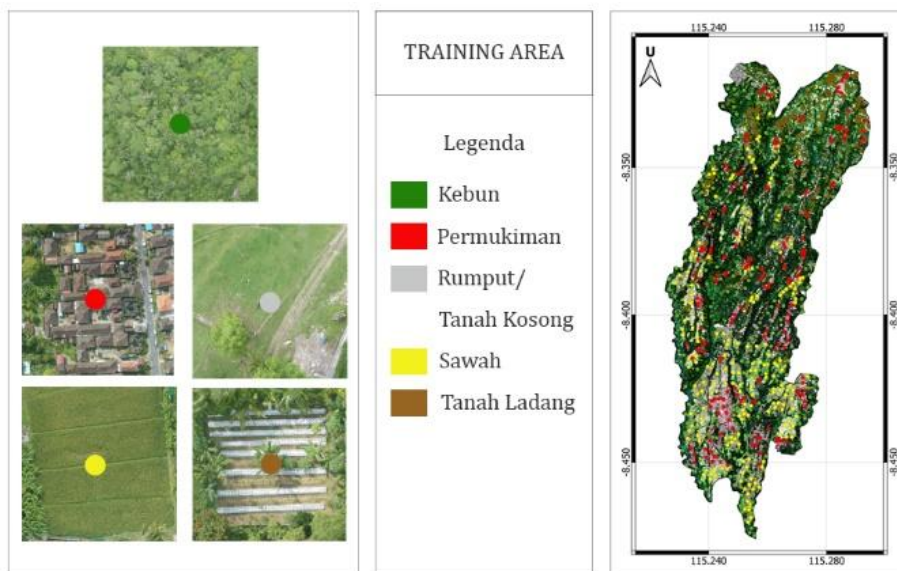 TRAINING AREA
Legenda
Kebun
Permukiman
Rumput/
Tanah Kosong
Sawah
Tanah Ladang
115.240 115.280
U
-8.350 -8.350
-8.400 -8.400
-8.450 -8.450
115.240 115.280